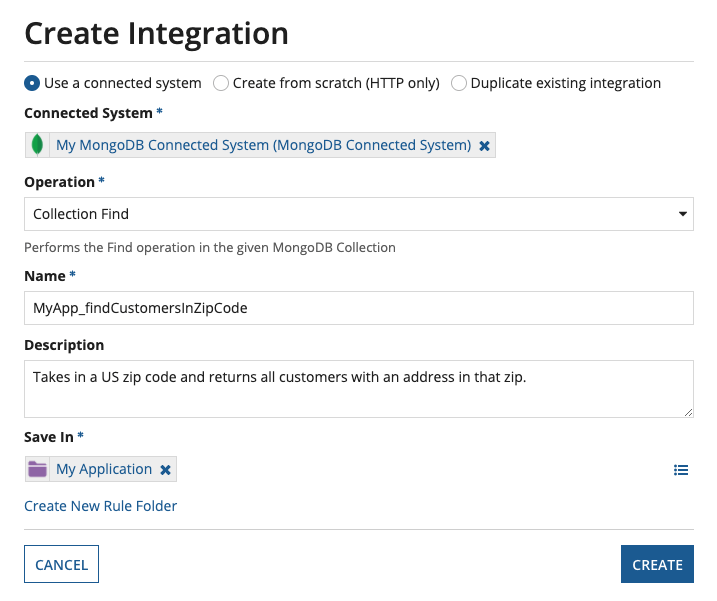 Create Integration
Use a connected system Create from scratch (HTTP only) Duplicate existing integration
Connected System *
My MongoDB Connected System (MongoDB Connected System)
Operation *
Collection Find
Performs the Find operation in the given MongoDB Collection
Name *
MyApp_findCustomersInZipCode
Description
Takes in a US zip code and returns all customers with an address in that zip.
Save In *
My Application
Create New Rule Folder
CANCEL CREATE